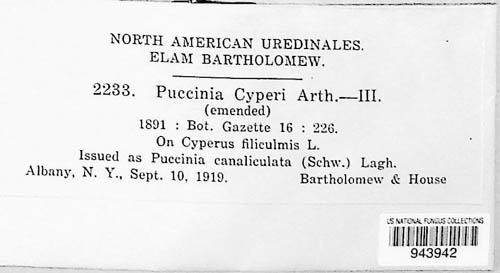 NORTH AMERICAN UREDINALES.
ELAM BARTHOLOMEW.
2233. Puccinia Cyperi Arth.—III.
(emended)
1891 : Bot. Gazette 16 : 226.
On Cyperus filiculmis L.
Issued as Puccinia canaliculata (Schw.) Lagh.
Albany, N. Y., Sept. 10, 1919. Bartholomew & House
US NATIONAL FUNGUS COLLECTIONS
943942